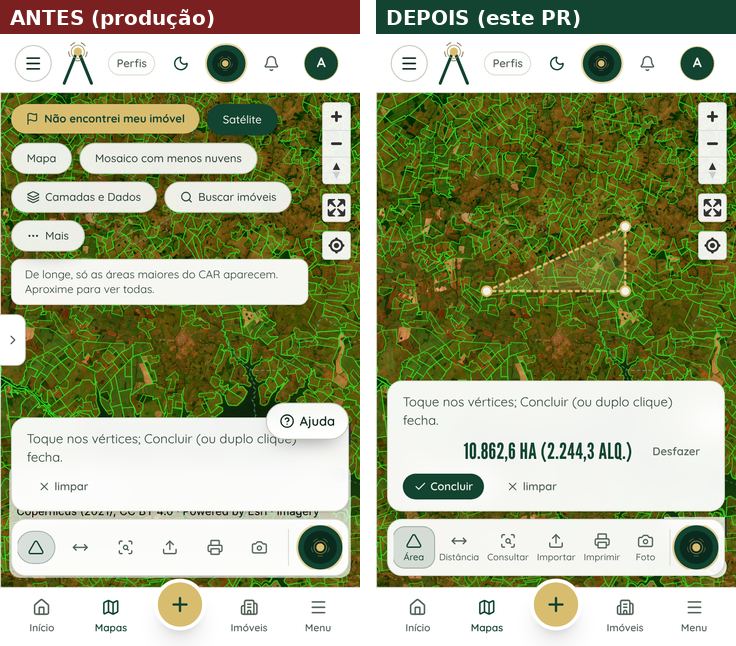 ANTES (produção)
Perfis
A
Não encontrei meu imóvel
Satélite
Mapa
Mosaico com menos nuvens
Camadas e Dados
Buscar imóveis
Mais
De longe, só as áreas maiores do CAR aparecem.
Aproxime para ver todas.
Ajuda
Toque nos vértices; Concluir (ou duplo clique)
fecha.
limpar
Copernicus (2021), CC BY 4.0 · Powered by Esri · Imagery
Início
Mapas
Imóveis
Menu
DEPOIS (este PR)
Perfis
A
Toque nos vértices; Concluir (ou duplo clique)
fecha.
10.862,6 HA (2.244,3 ALQ.)
Desfazer
Concluir
limpar
Área
Distância
Consultar
Importar
Imprimir
Foto
Início
Mapas
Imóveis
Menu